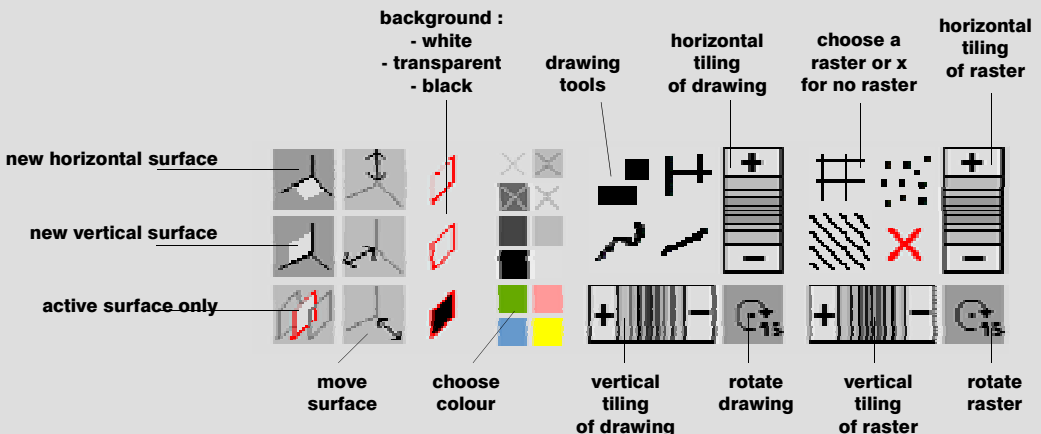 background :
- white
- transparent
- black
drawing
tools
horizontal
tiling
of drawing
choose a
raster or x
for no raster
horizontal
tiling
of raster
new horizontal surface
new vertical surface
active surface only
+
-
+
-
+
-
+15
+
-
+15
move
surface
choose
colour
vertical
tiling
of drawing
rotate
drawing
vertical
tiling
of raster
rotate
raster